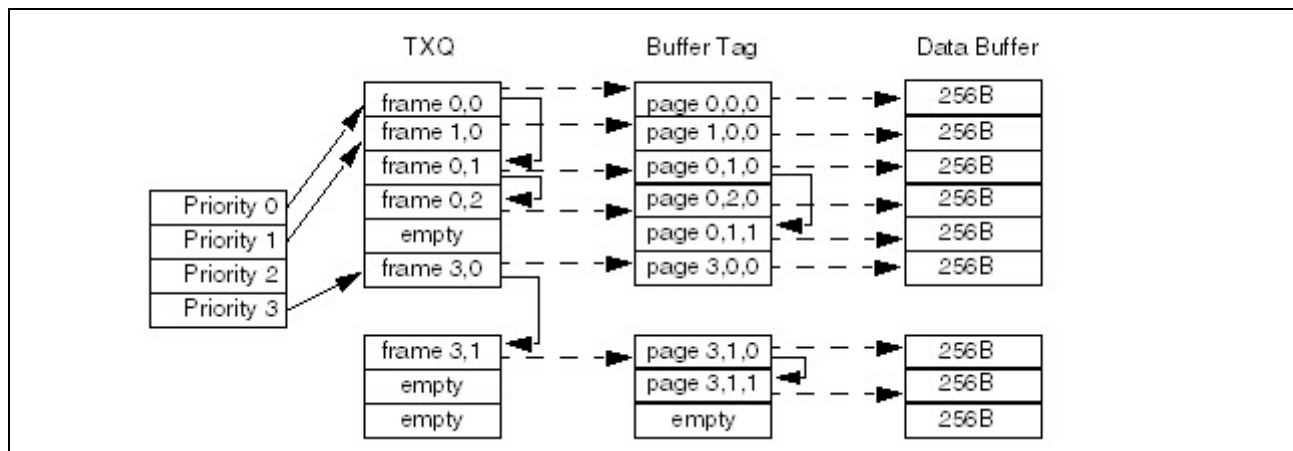 TXQ
Buffer Tag
Data Buffer
Priority 0
Priority 1
Priority 2
Priority 3
frame 0,0
frame 1,0
frame 0,1
frame 0,2
empty
frame 3,0
frame 3,1
empty
empty
page 0,0,0
page 1,0,0
page 0,1,0
page 0,2,0
page 0,1,1
page 3,0,0
page 3,1,0
page 3,1,1
empty
256B
256B
256B
256B
256B
256B
256B
256B
256B